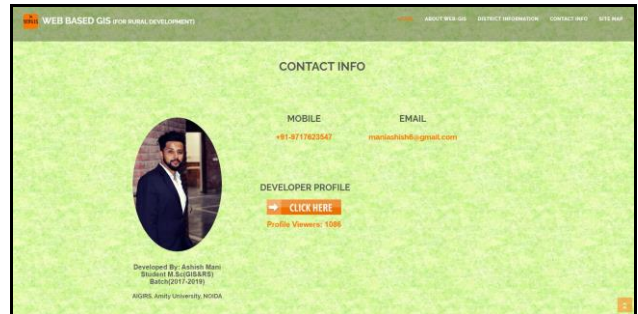 WEB BASED GIS (FOR RURAL DEVELOPMENT)
HOME ABOUT WEB-GIS DISTRICT INFORMATION CONTACT INFO SITE MAP
CONTACT INFO
MOBILE EMAIL
+91-9717623547 maniashish6@gmail.com
DEVELOPER PROFILE
CLICK HERE
Profile Viewers: 1086
Developed By: Ashish Mani
Student M.Sc(GIS&RS)
Batch(2017-2019)
AIGIRS, Amity University, NOIDA